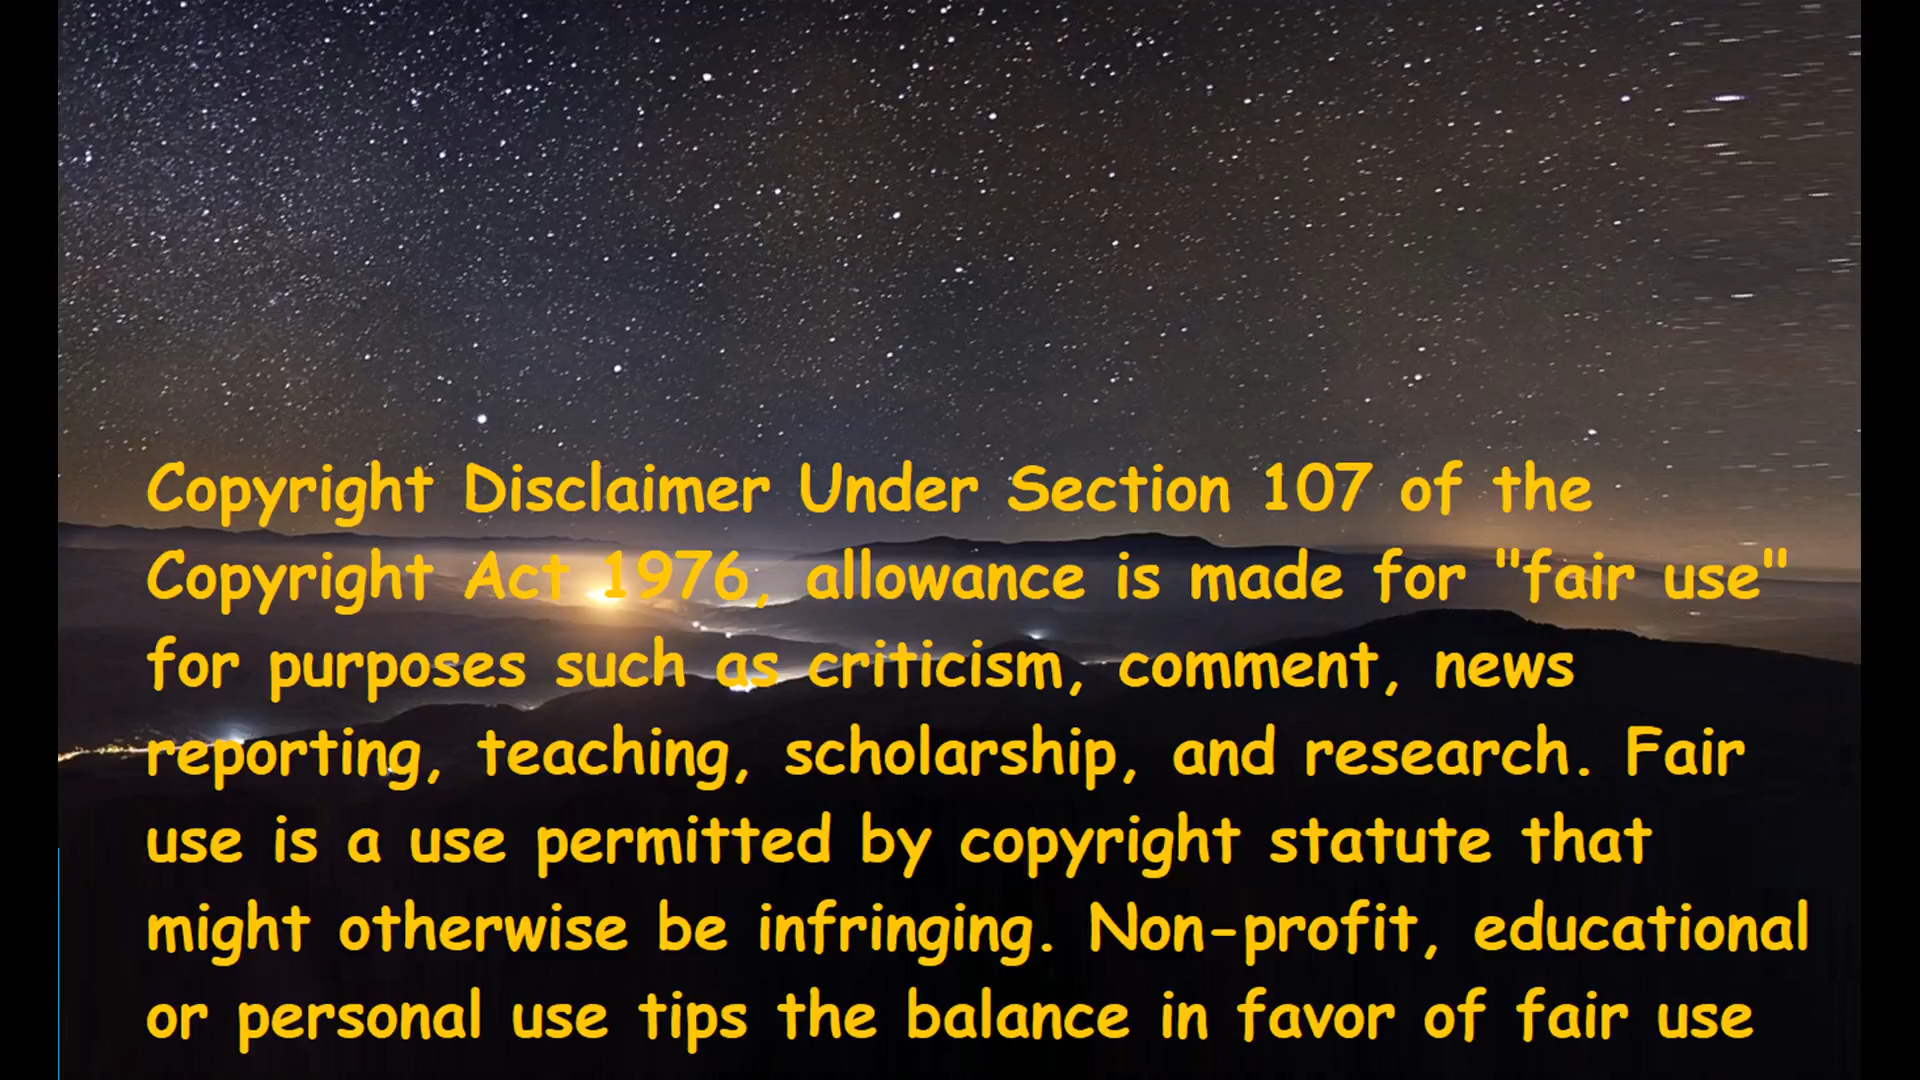 Copyright Disclaimer Under Section 107 of the
Copyright Act 1976, allowance is made for "fair use"
for purposes such as criticism, comment, news
reporting, teaching, scholarship, and research. Fair
use is a use permitted by copyright statute that
might otherwise be infringing. Non-profit, educational
or personal use tips the balance in favor of fair use